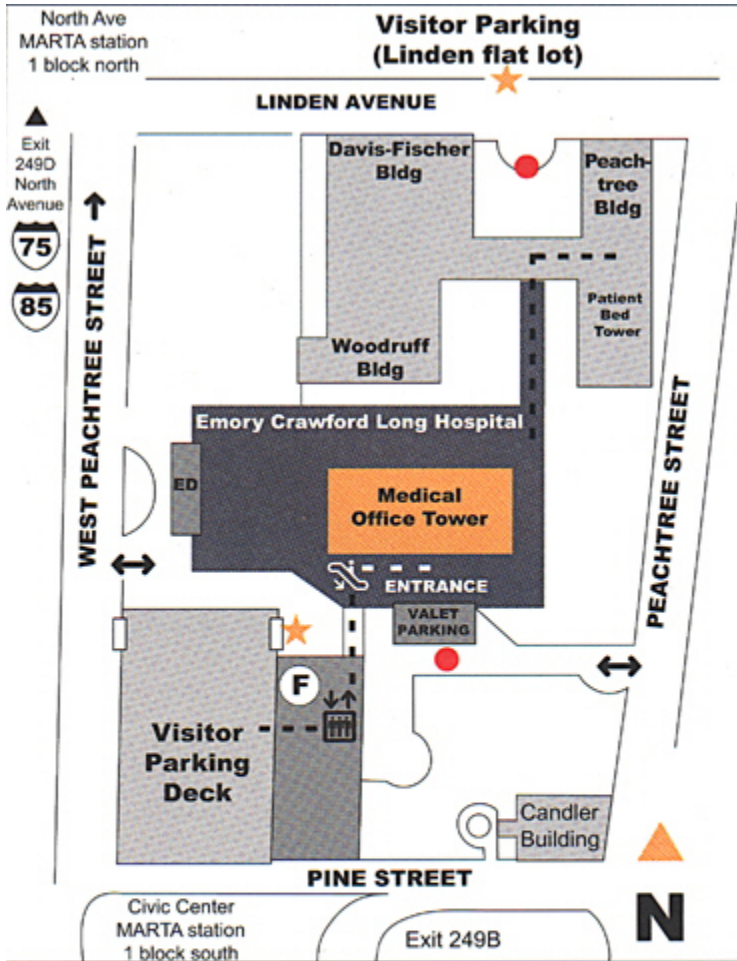 North Ave
MARTA station
1 block north
Visitor Parking
(Linden flat lot)
LINDEN AVENUE
Exit
249D
North
Avenue
75
85
WEST PEACHTREE STREET
Davis-Fischer
Bldg
Peach-
tree
Bldg
Patient
Bed
Tower
Woodruff
Bldg
PEACHTREE STREET
Emory Crawford Long Hospital
ED
Medical
Office Tower
ENTRANCE
VALET
PARKING
F
Visitor
Parking
Deck
Candler
Building
PINE STREET
N
Civic Center
MARTA station
1 block south
Exit 249B